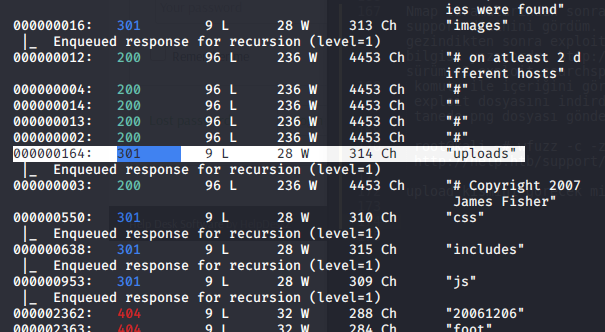 ies were found"
000000016: 301 9 L 28 W 313 Ch "images"
|_ Enqueued response for recursion (level=1)
000000012: 200 96 L 236 W 4453 Ch "# on atleast 2 d
ifferent hosts"
000000004: 200 96 L 236 W 4453 Ch "#"
000000014: 200 96 L 236 W 4453 Ch ""
000000013: 200 96 L 236 W 4453 Ch "#"
000000002: 200 96 L 236 W 4453 Ch "#"
000000164: 301 9 L 28 W 314 Ch "uploads"
|_ Enqueued response for recursion (level=1)
000000003: 200 96 L 236 W 4453 Ch "# Copyright 2007
James Fisher"
000000550: 301 9 L 28 W 310 Ch "css"
|_ Enqueued response for recursion (level=1)
000000638: 301 9 L 28 W 315 Ch "includes"
|_ Enqueued response for recursion (level=1)
000000953: 301 9 L 28 W 309 Ch "js"
|_ Enqueued response for recursion (level=1)
000002362: 404 9 L 32 W 288 Ch "20061206"
000002363: 404 9 L 32 W 284 Ch "foot"